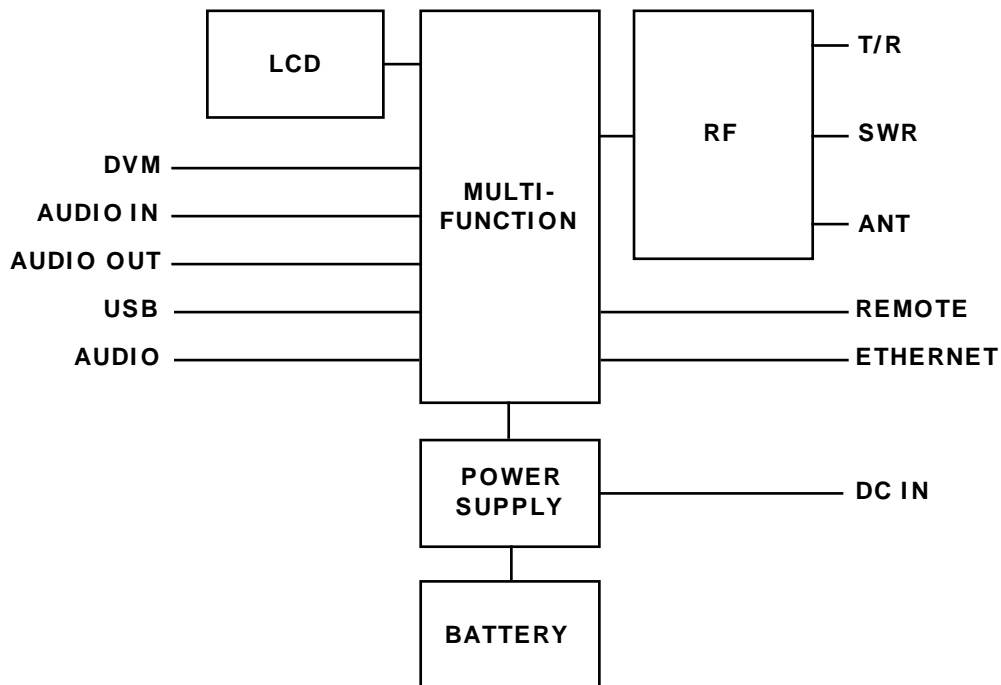 LCD
DVM
AUDIO IN
AUDIO OUT
USB
AUDIO
MULTI-
FUNCTION
RF
T/R
SWR
ANT
REMOTE
ETHERNET
POWER
SUPPLY
DC IN
BATTERY